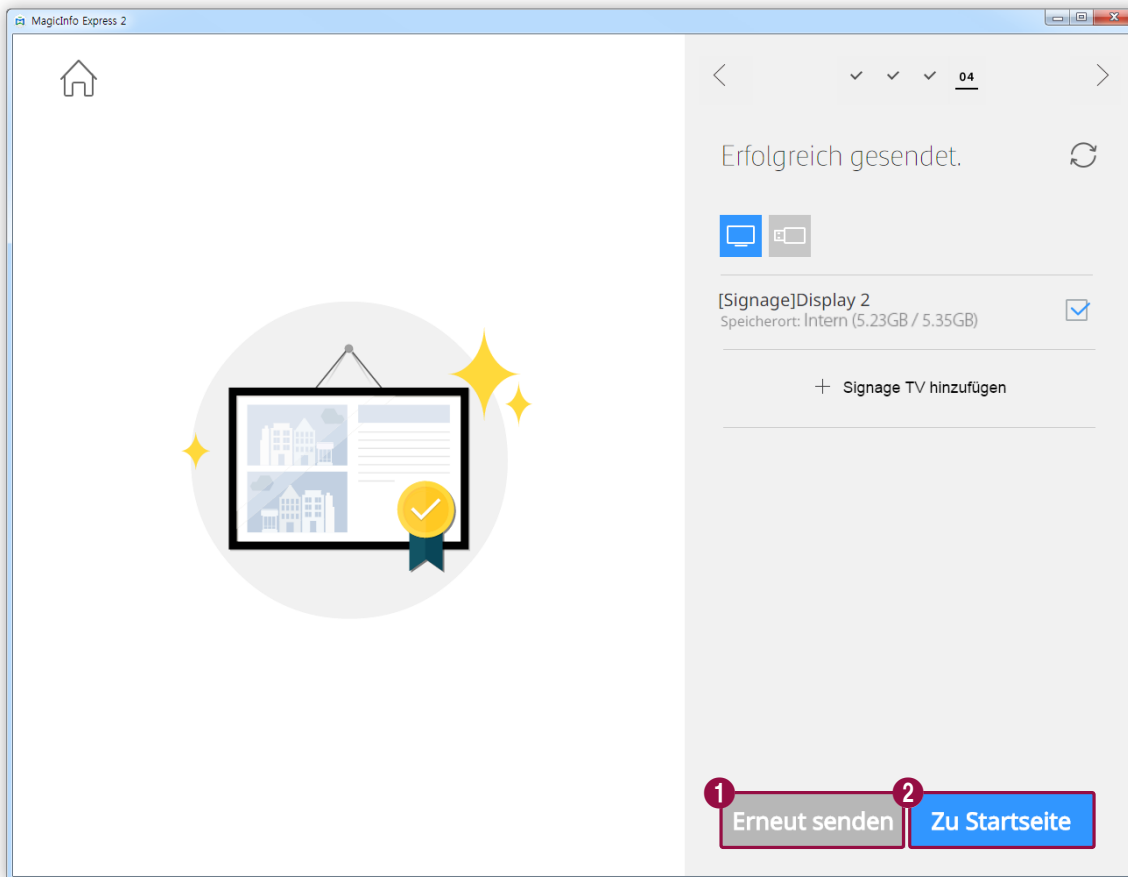 MagicInfo Express 2
04
Erfolgreich gesendet.
[Signage]Display 2
Speicherort: Intern (5.23GB / 5.35GB)
Signage TV hinzufügen
1
Erneut senden
2
Zu Startseite